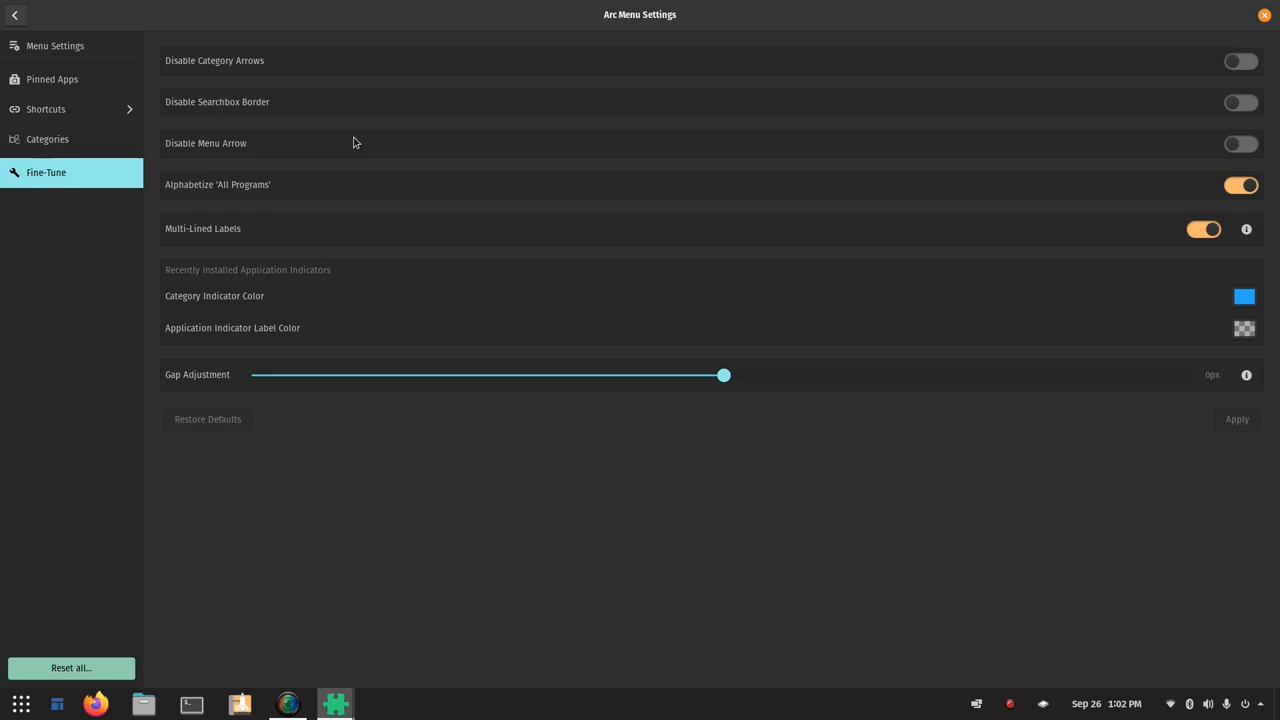 Arc Menu Settings
Menu Settings
Pinned Apps
Shortcuts
Categories
Fine-Tune
Disable Category Arrows
Disable Searchbox Border
Disable Menu Arrow
Alphabetize 'All Programs'
Multi-Lined Labels
Recently Installed Application Indicators
Category Indicator Color
Application Indicator Label Color
Gap Adjustment 0px
Restore Defaults Apply
Reset all...
Sep 26 1:02 PM